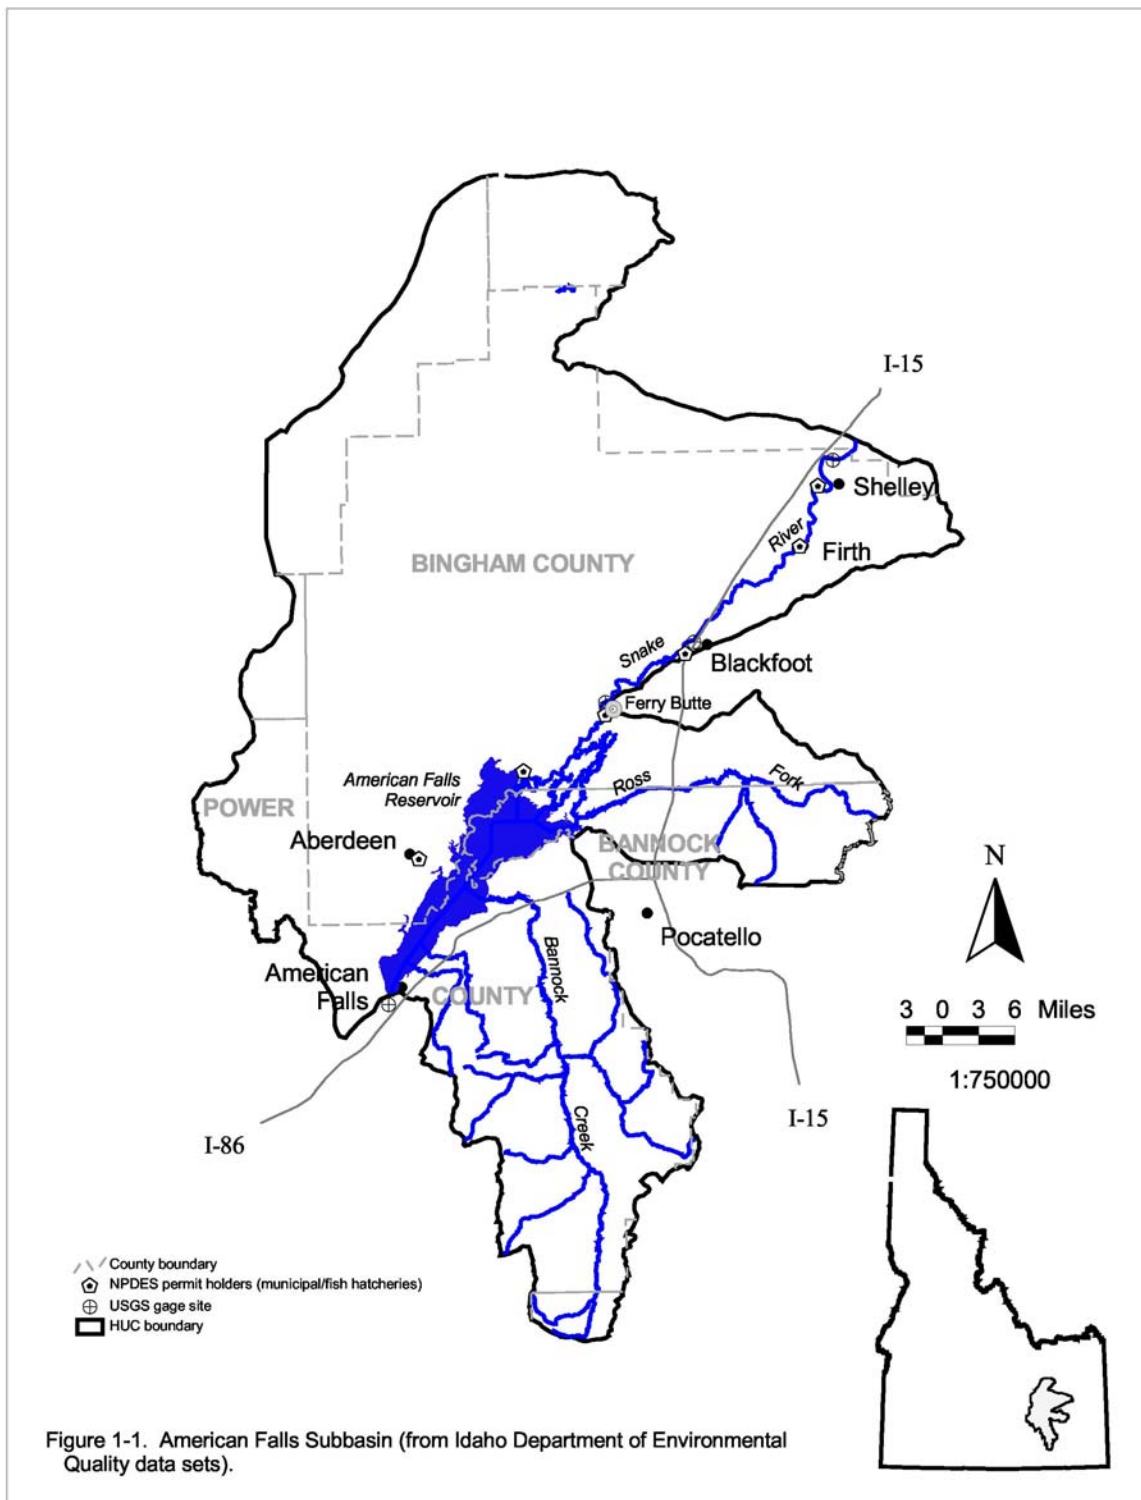 I-15
Shelley
River
Firth
BINGHAM COUNTY
Snake
Blackfoot
Ferry Butte
American Falls
Reservoir
Ross
Fork
POWER
Aberdeen
BANNOCK
COUNTY
N
Pocatello
American
Falls
Bannock
COUNTY
3 0 3 6 Miles
1:750000
Creek
I-15
I-86
County boundary
NPDES permit holders (municipal/fish hatcheries)
USGS gage site
HUC boundary
Figure 1-1. American Falls Subbasin (from Idaho Department of Environmental
Quality data sets).